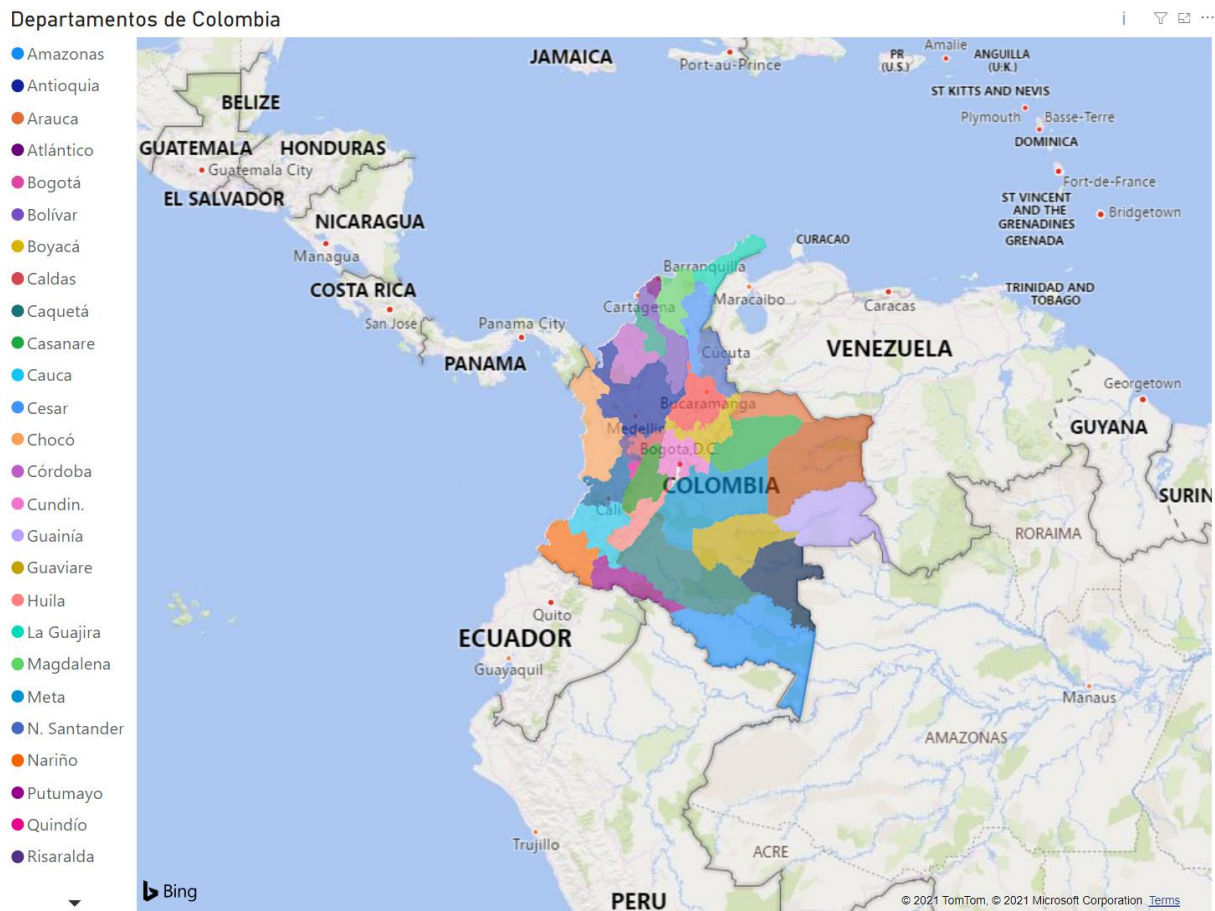 Departamentos de Colombia
Amazonas
Antioquia
Arauca
Atlántico
Bogotá
Bolívar
Boyacá
Caldas
Caquetá
Casanare
Cauca
Cesar
Chocó
Córdoba
Cundin.
Guainía
Guaviare
Huila
La Guajira
Magdalena
Meta
N. Santander
Nariño
Putumayo
Quindío
Risaralda
JAMAICA
Port-au-Prince
PR
(U.S.)
Amalie
ANGUILLA
(U.K.)
ST KITTS AND NEVIS
Plymouth
Basse-Terre
DOMINICA
Fort-de-France
ST VINCENT
AND THE
GRENADINES
Bridgetown
GRENADA
BELIZE
GUATEMALA
HONDURAS
Guatemala City
EL SALVADOR
NICARAGUA
Managua
COSTA RICA
San Jose
Panama City
PANAMA
CURACAO
Barranquilla
Cartagena
Maracaibo
Caracas
TRINIDAD AND
TOBAGO
Cúcuta
VENEZUELA
Bucaramanga
Medellin
Bogota, D.C.
COLOMBIA
Cali
Georgetown
GUYANA
SURIN
RORAIMA
Quito
ECUADOR
Guayaquil
Manaus
AMAZONAS
Trujillo
ACRE
PERU
Bing
© 2021 TomTom, © 2021 Microsoft Corporation Terms